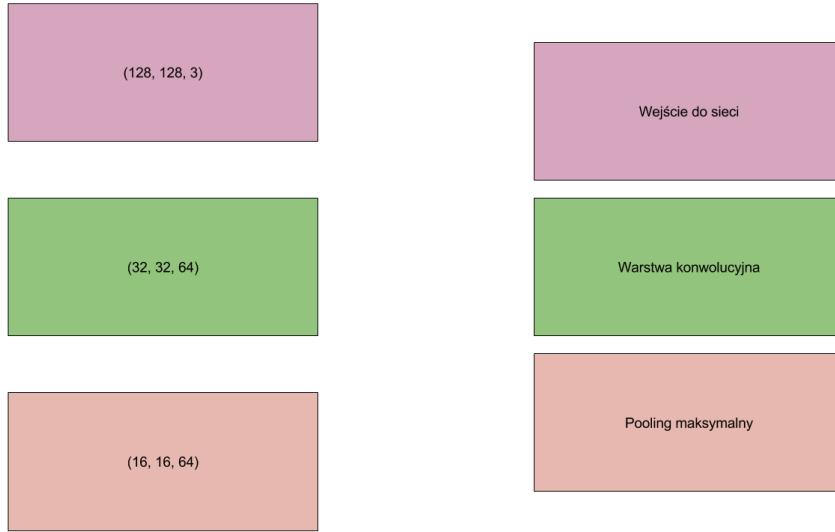 (128, 128, 3)
Wejście do sieci
(32, 32, 64)
Warstwa konwolucyjna
(16, 16, 64)
Pooling maksymalny